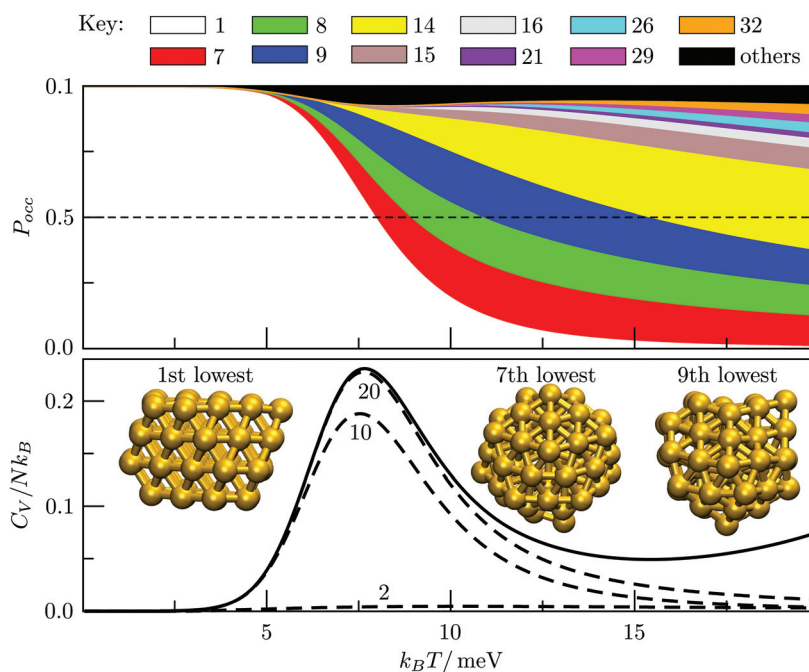 Key: 1 8 14 16 26 32
7 9 15 21 29 others
0.1
P_occ
0.5
0.0
1st lowest 7th lowest 9th lowest
0.2
20
10
C_V/Nk_B
0.1
2
0.0
5 10 15
k_BT/meV